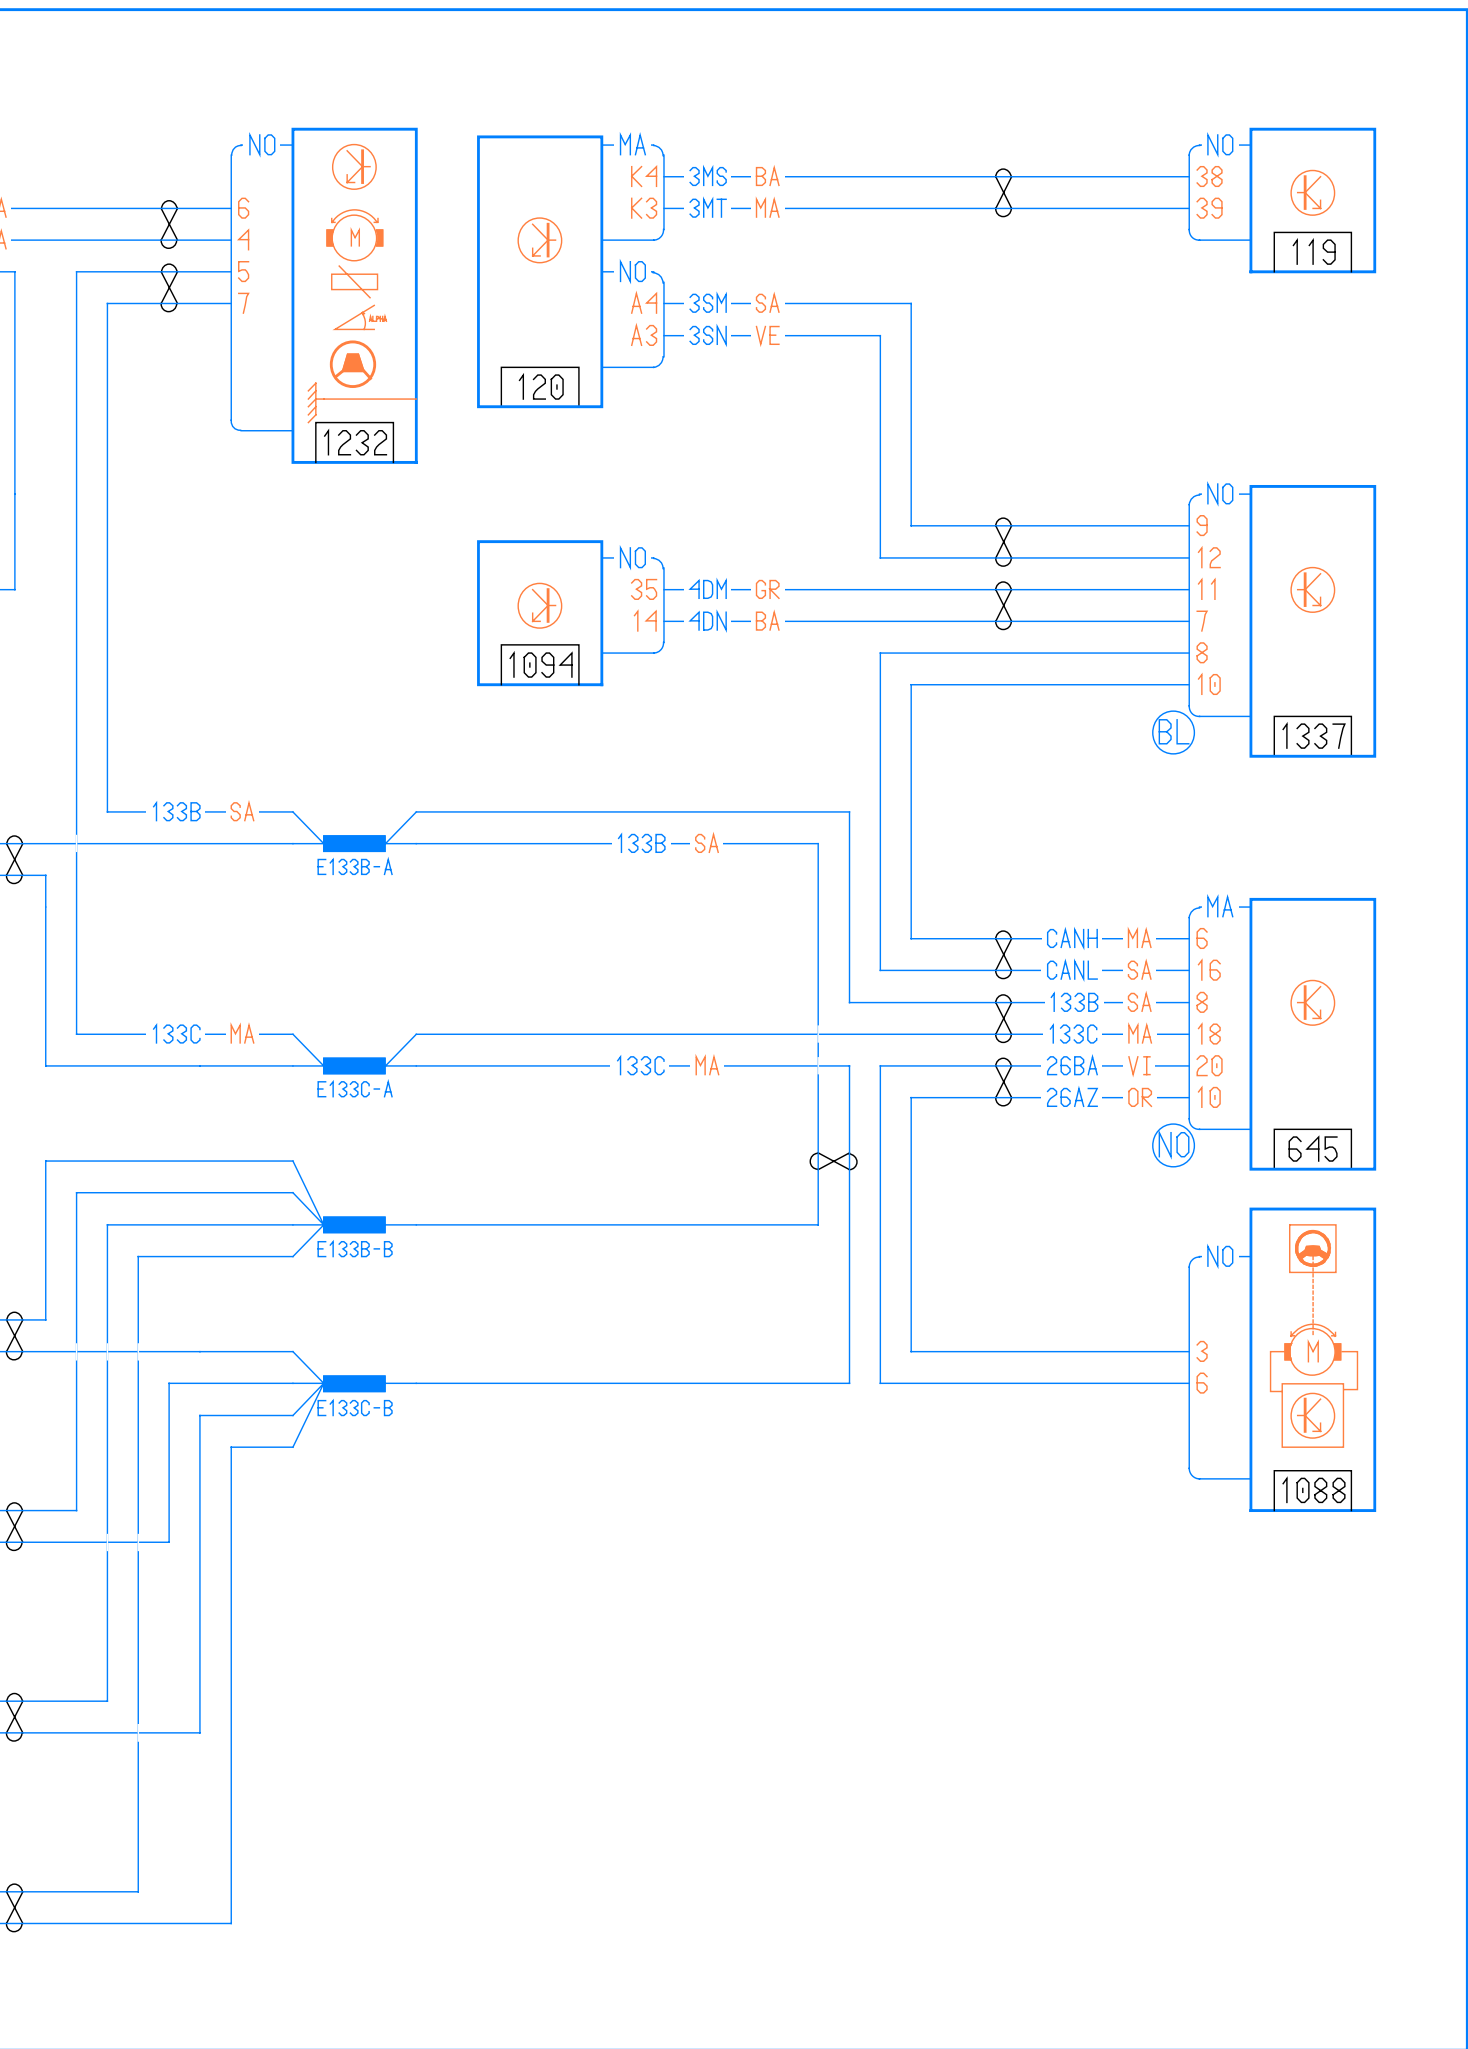 NO
A
6
A
4
5
7
M
ALPHA
1232
MA
K4 3MS BA
K3 3MT MA
NO
A4 3SM SA
A3 3SN VE
120
NO
38
39
119
NO
35 4DM GR
14 4DN BA
1094
NO
9
12
11
7
8
10
BL
1337
133B SA
E133B-A
133B SA
133C MA
E133C-A
133C MA
MA
CANH MA 6
CANL SA 16
133B SA 8
133C MA 18
26BA VI 20
26AZ OR 10
NO
645
E133B-B
E133C-B
NO
3
6
M
1088